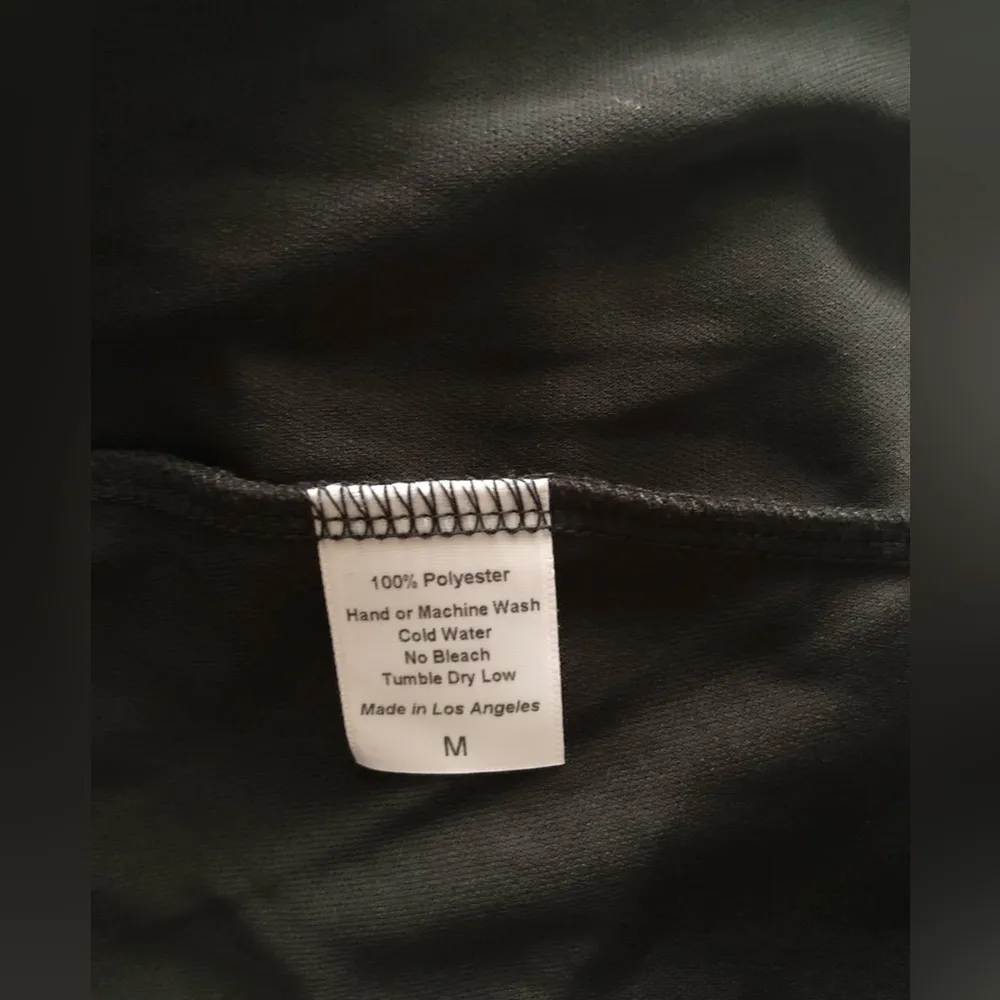 100% Polyester
Hand or Machine Wash
Cold Water
No Bleach
Tumble Dry Low
Made in Los Angeles
M